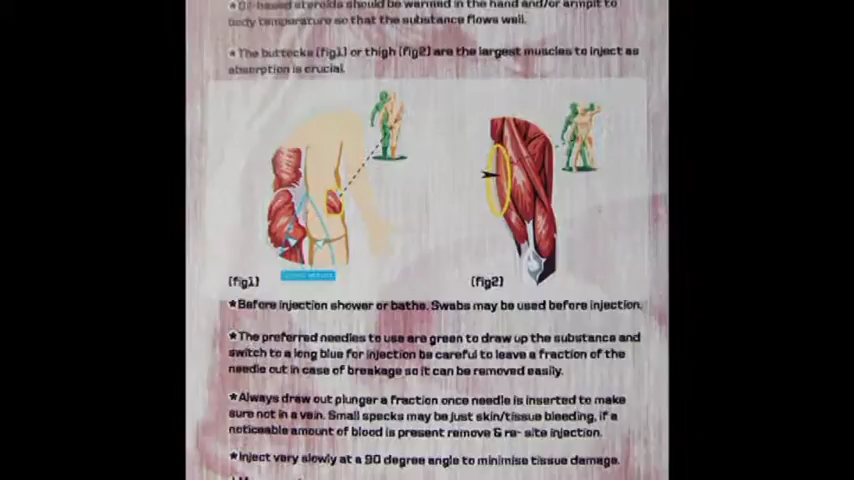 ★Oil-based steroids should be warmed in the hand and/or armpit to
body temperature so that the substance flows well.
★The buttocks (fig1) or thigh (fig2) are the largest muscles to inject as
absorption is crucial.
(fig1)
(fig2)
★Before injection shower or bathe. Swabs may be used before injection.
★The preferred needles to use are green to draw up the substance and
switch to a long blue for injection be careful to leave a fraction of the
needle out in case of breakage so it can be removed easily.
★Always draw out plunger a fraction once needle is inserted to make
sure not in a vein. Small specks may be just skin/tissue bleeding, if a
noticeable amount of blood is present remove & re- site injection.
★Inject very slowly at a 90 degree angle to minimise tissue damage.